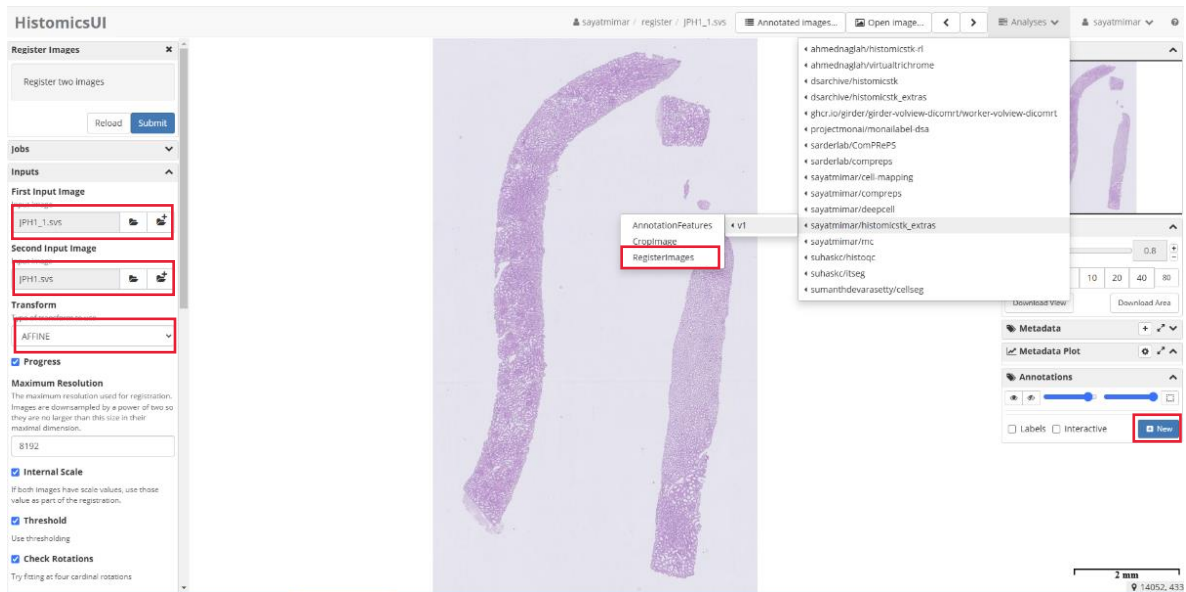 HistomicsUI
sayatmimar / register / JPH1_1.svs
Annotated images...
Open image...
Analyses
sayatmimar
Register Images
Register two images
Reload
Submit
Jobs
Inputs
First Input Image
JPH1_1.svs
Second Input Image
JPH1.svs
Transform
AFFINE
Progress
Maximum Resolution
The maximum resolution used for registration.
Images are downsampled by a power of two so
they are no larger than this size in their
maximal dimension.
8192
Internal Scale
If both images have scale values, use those
value as part of the registration.
Threshold
Use thresholding
Check Rotations
Try fitting at four cardinal rotations
AnnotationFeatures
CropImage
RegisterImages
v1
ahmednaglah/histomicstk-rl
ahmednaglah/virtualtrichrome
dsarchive/histomicstk
dsarchive/histomicstk_extras
ghcr.io/girder/girder-volview-dicomrt/worker-volview-dicomrt
projectmonai/monailabel-dsa
sarderlab/ComPRePS
sarderlab/compreps
sayatmimar/cell-mapping
sayatmimar/compreps
sayatmimar/deepcell
sayatmimar/histomicstk_extras
sayatmimar/mc
suhaskc/histoqc
suhaskc/itseg
sumanthdevarasetty/cellseg
0.8
10 20 40 80
Download View
Download Area
Metadata
Metadata Plot
Annotations
Labels
Interactive
New
2 mm
14052, 433